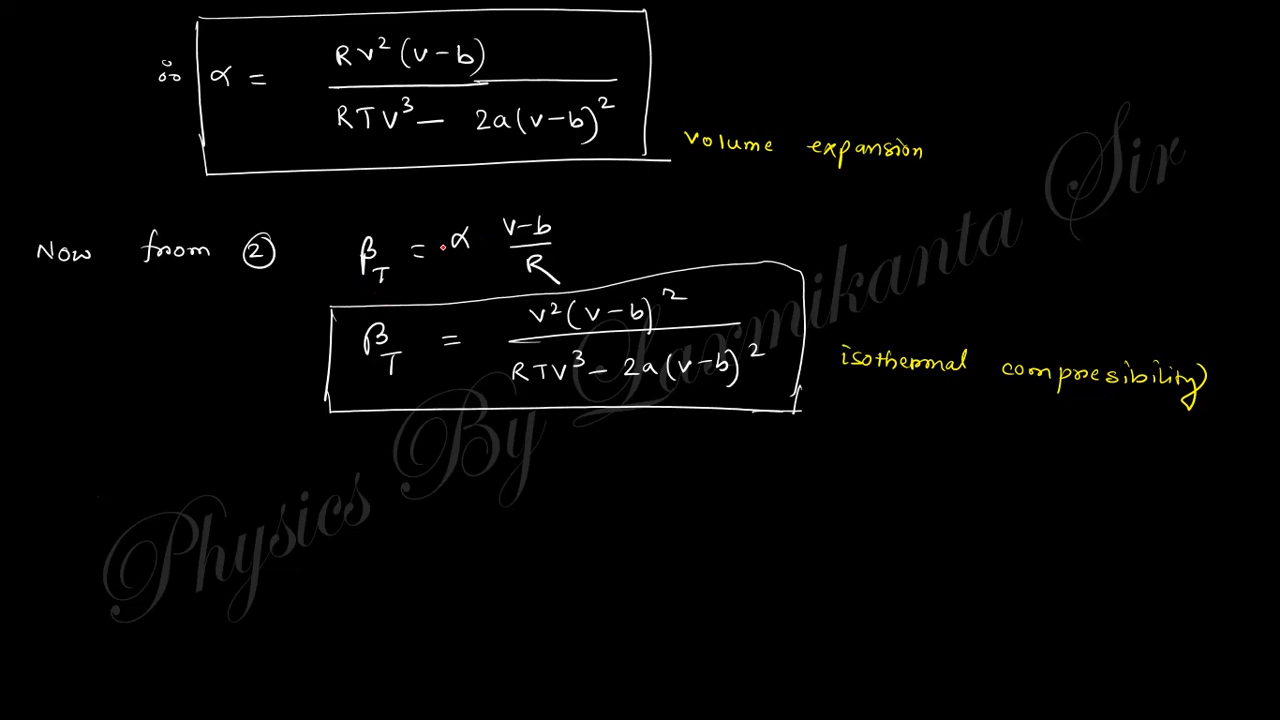 ∴ α = Rv²(v-b) / RTv³ - 2a(v-b)²
volume expansion
Now from ② β_T = α (v-b)/R
β_T = v²(v-b)² / RTv³ - 2a(v-b)²
isothermal compresibility
Physics By Laxmikanta Sir